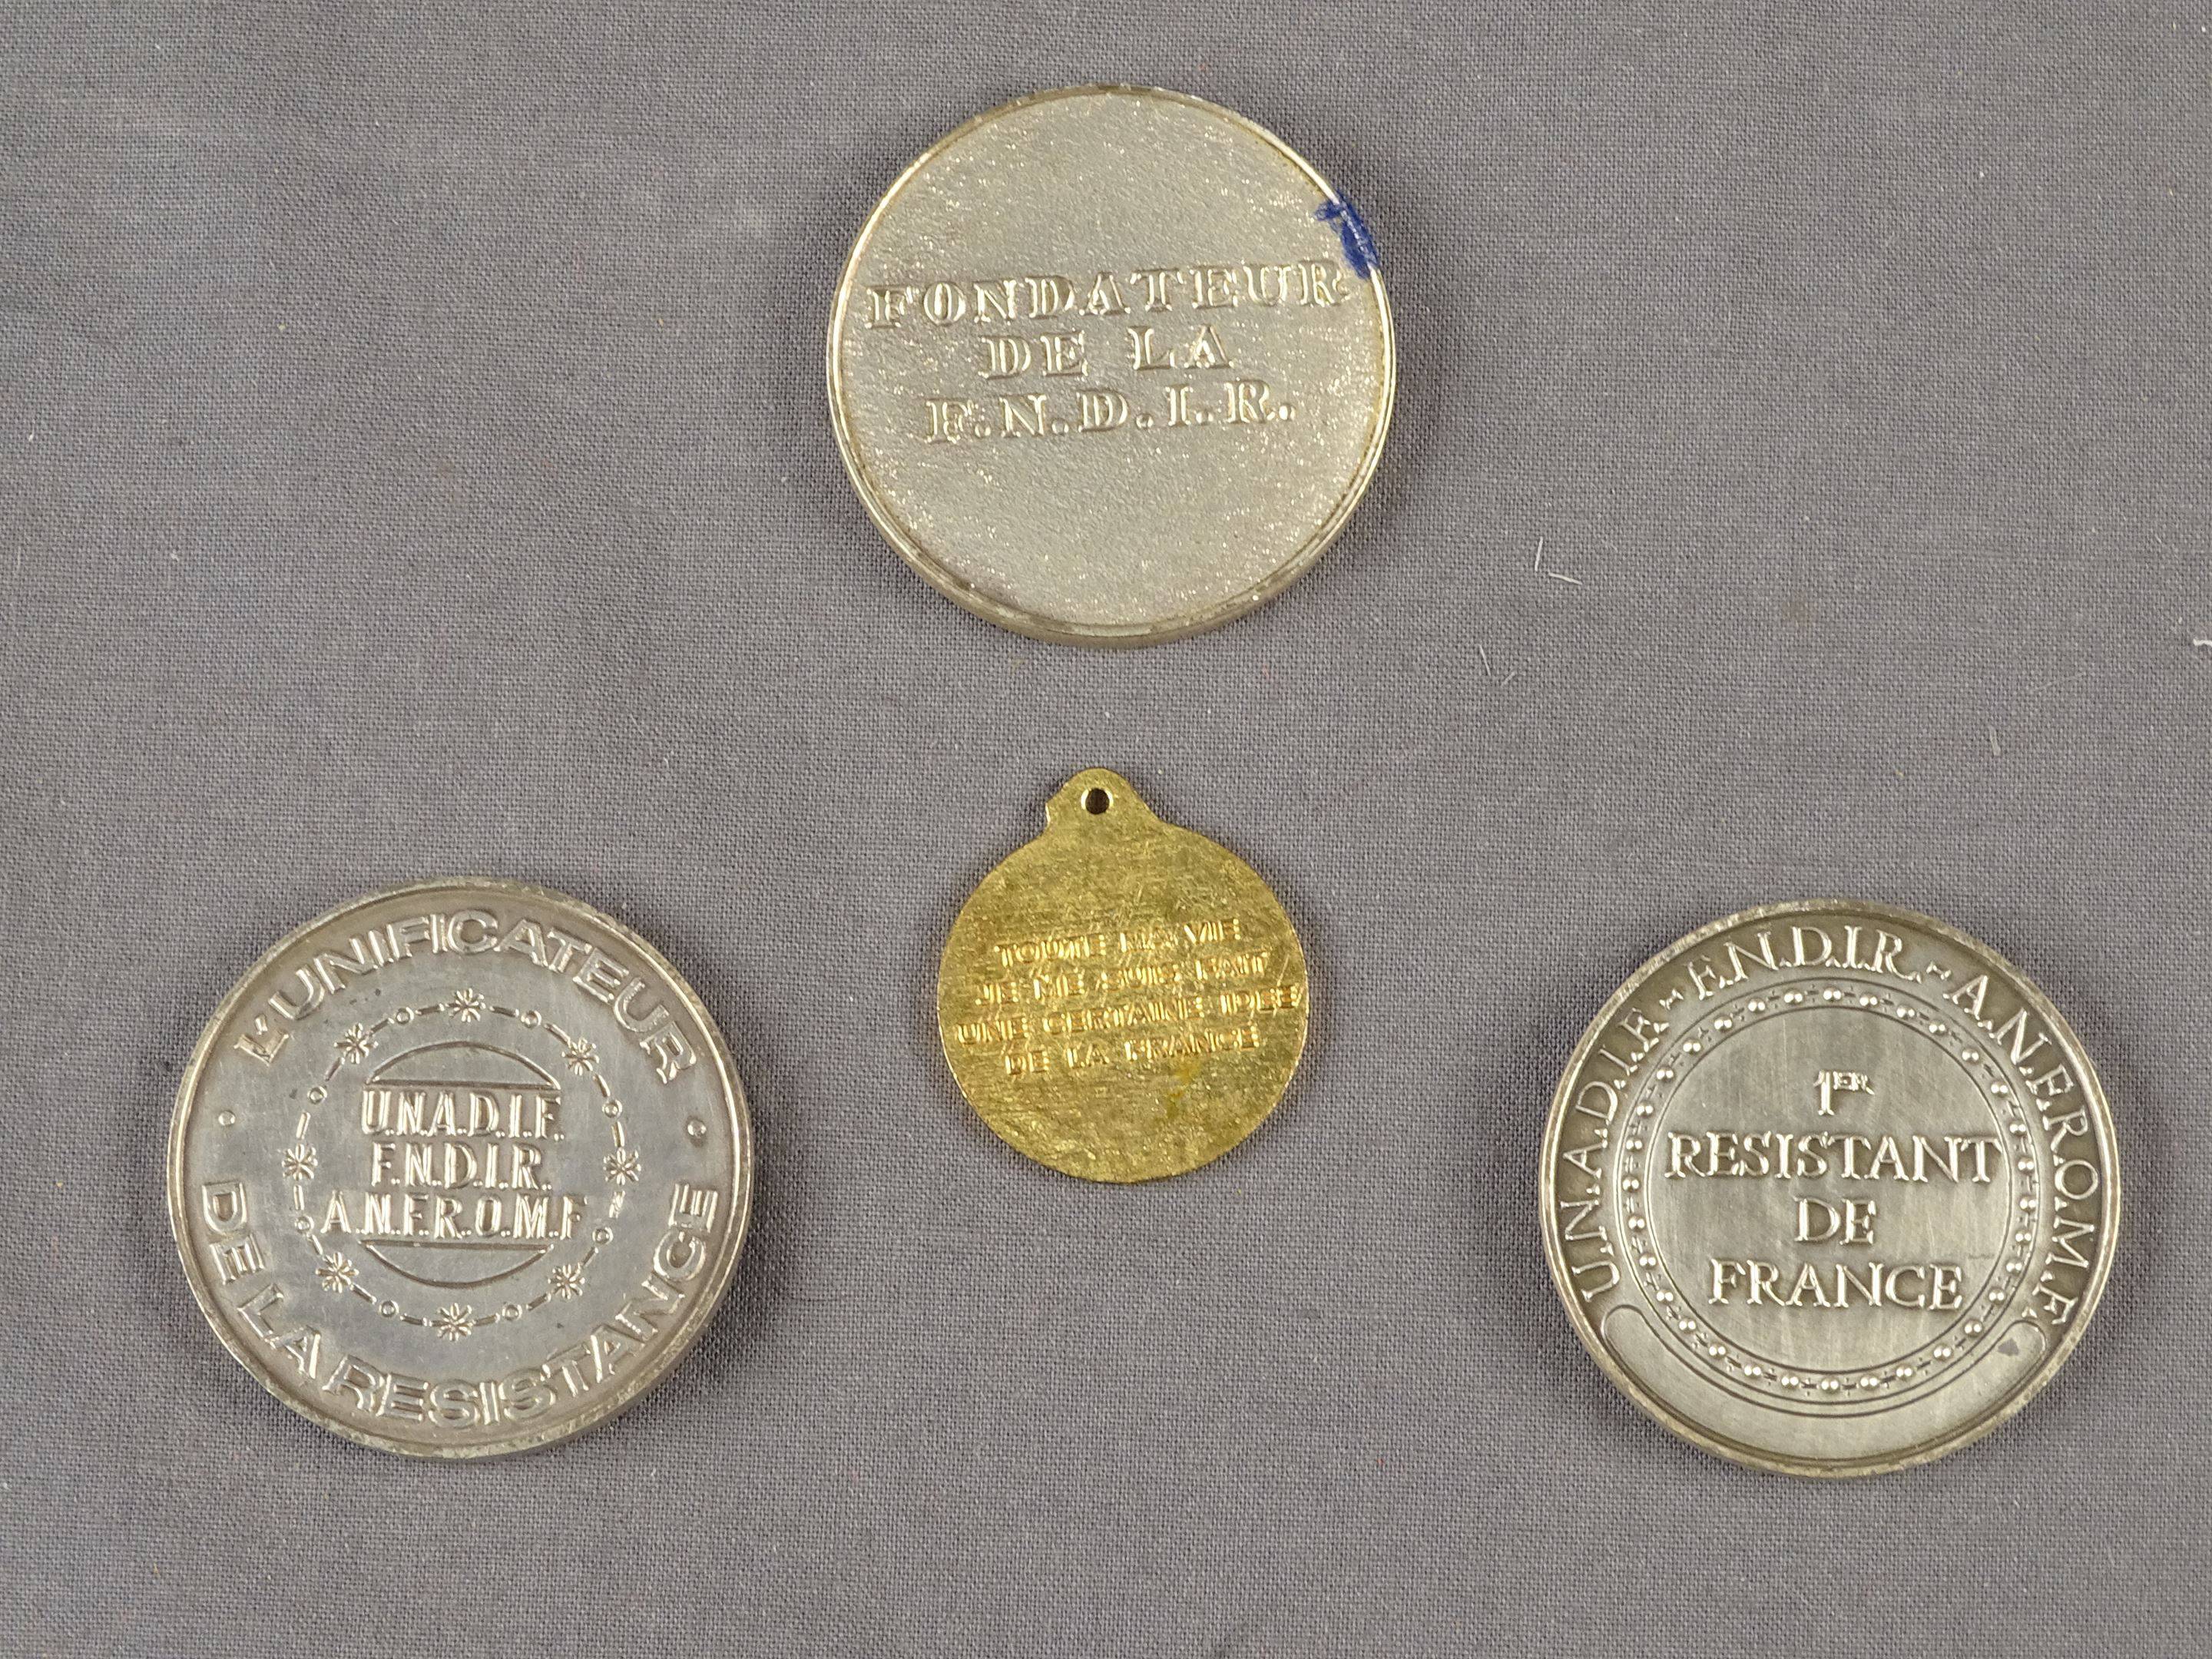 FONDATEUR
DE LA
F.N.D.I.R.
TOUTE MA VIE
JE ME SUIS FAIT
UNE CERTAINE IDEE
DE LA FRANCE
L'UNIFICATEUR
U.N.A.D.I.F.
F.N.D.I.R.
A.N.F.R.O.M.F
DE LA RESISTANCE
U.N.A.D.I.F. - F.N.D.I.R. - A.N.F.R.O.M.F.
1ER
RESISTANT
DE
FRANCE